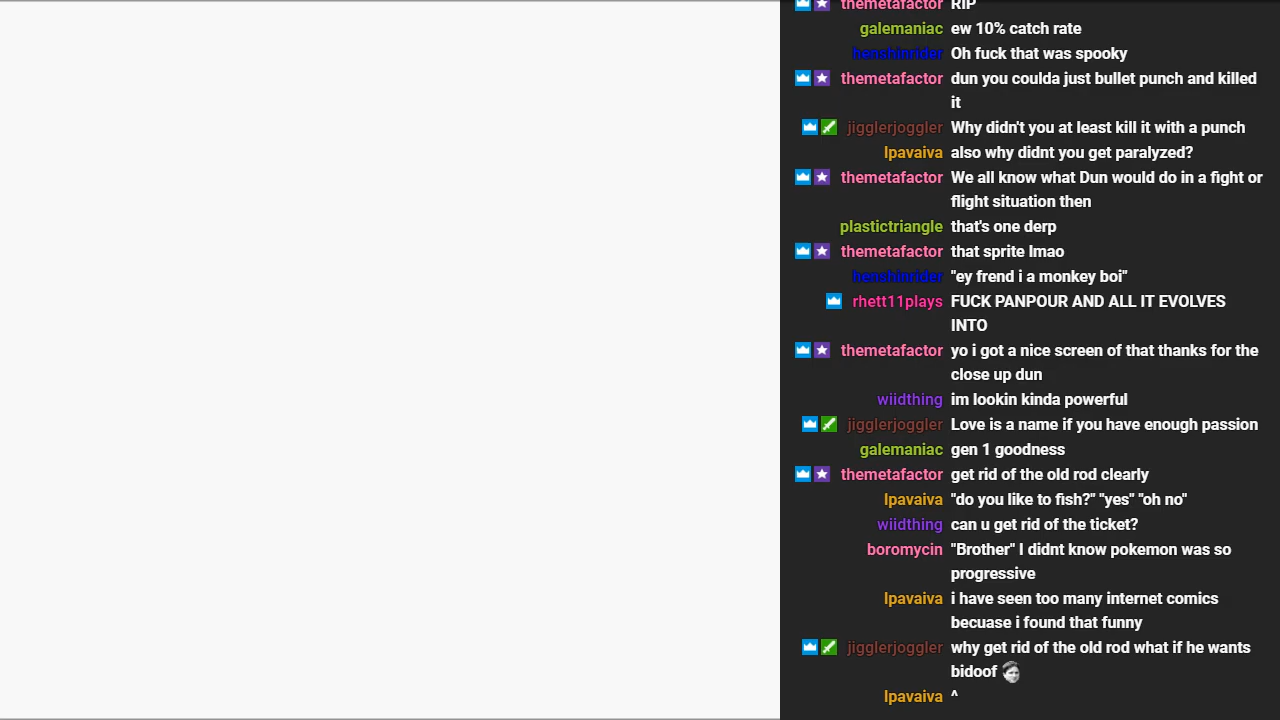 themetafactor RIP
galemaniac ew 10% catch rate
henshinrider Oh fuck that was spooky
themetafactor dun you coulda just bullet punch and killed
it
jigglerjoggler Why didn't you at least kill it with a punch
lpavaiva also why didnt you get paralyzed?
themetafactor We all know what Dun would do in a fight or
flight situation then
plastictriangle that's one derp
themetafactor that sprite lmao
henshinrider "ey frend i a monkey boi"
rhett11plays FUCK PANPOUR AND ALL IT EVOLVES
INTO
themetafactor yo i got a nice screen of that thanks for the
close up dun
wiidthing im lookin kinda powerful
jigglerjoggler Love is a name if you have enough passion
galemaniac gen 1 goodness
themetafactor get rid of the old rod clearly
lpavaiva "do you like to fish?" "yes" "oh no"
wiidthing can u get rid of the ticket?
boromycin "Brother" I didnt know pokemon was so
progressive
lpavaiva i have seen too many internet comics
becuase i found that funny
jigglerjoggler why get rid of the old rod what if he wants
bidoof
lpavaiva ^